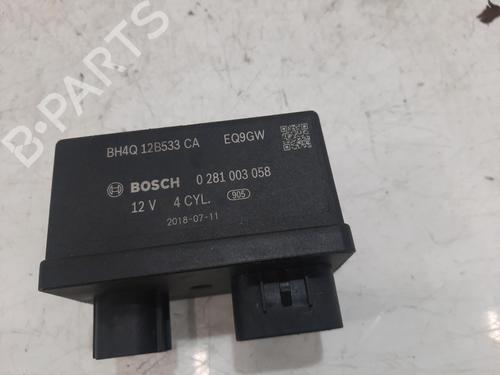 BH4Q 12B533 CA EQ9GW
BOSCH 0 281 003 058
12 V 4 CYL. 905
2018-07-11
B-PARTS